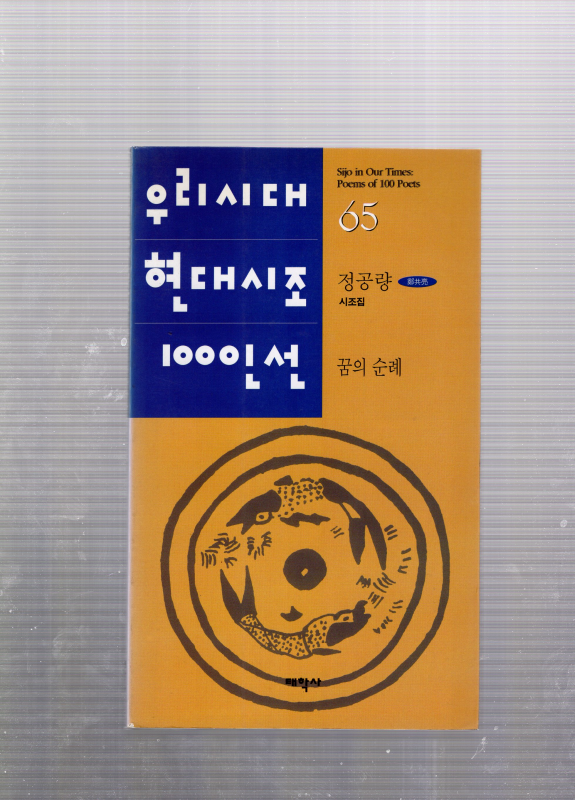 우리시대
현대시조
100인선
Sijo in Our Times:
Poems of 100 Poets
65
정공량 鄭共亮
시조집
꿈의 순례
태학사